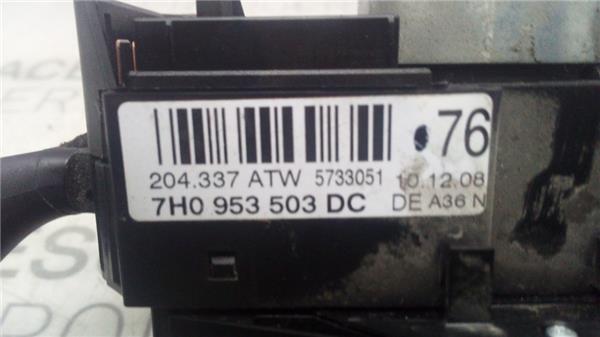 76
204.337 ATW 5733051 10.12.08
7H0 953 503 DC DE A36 N